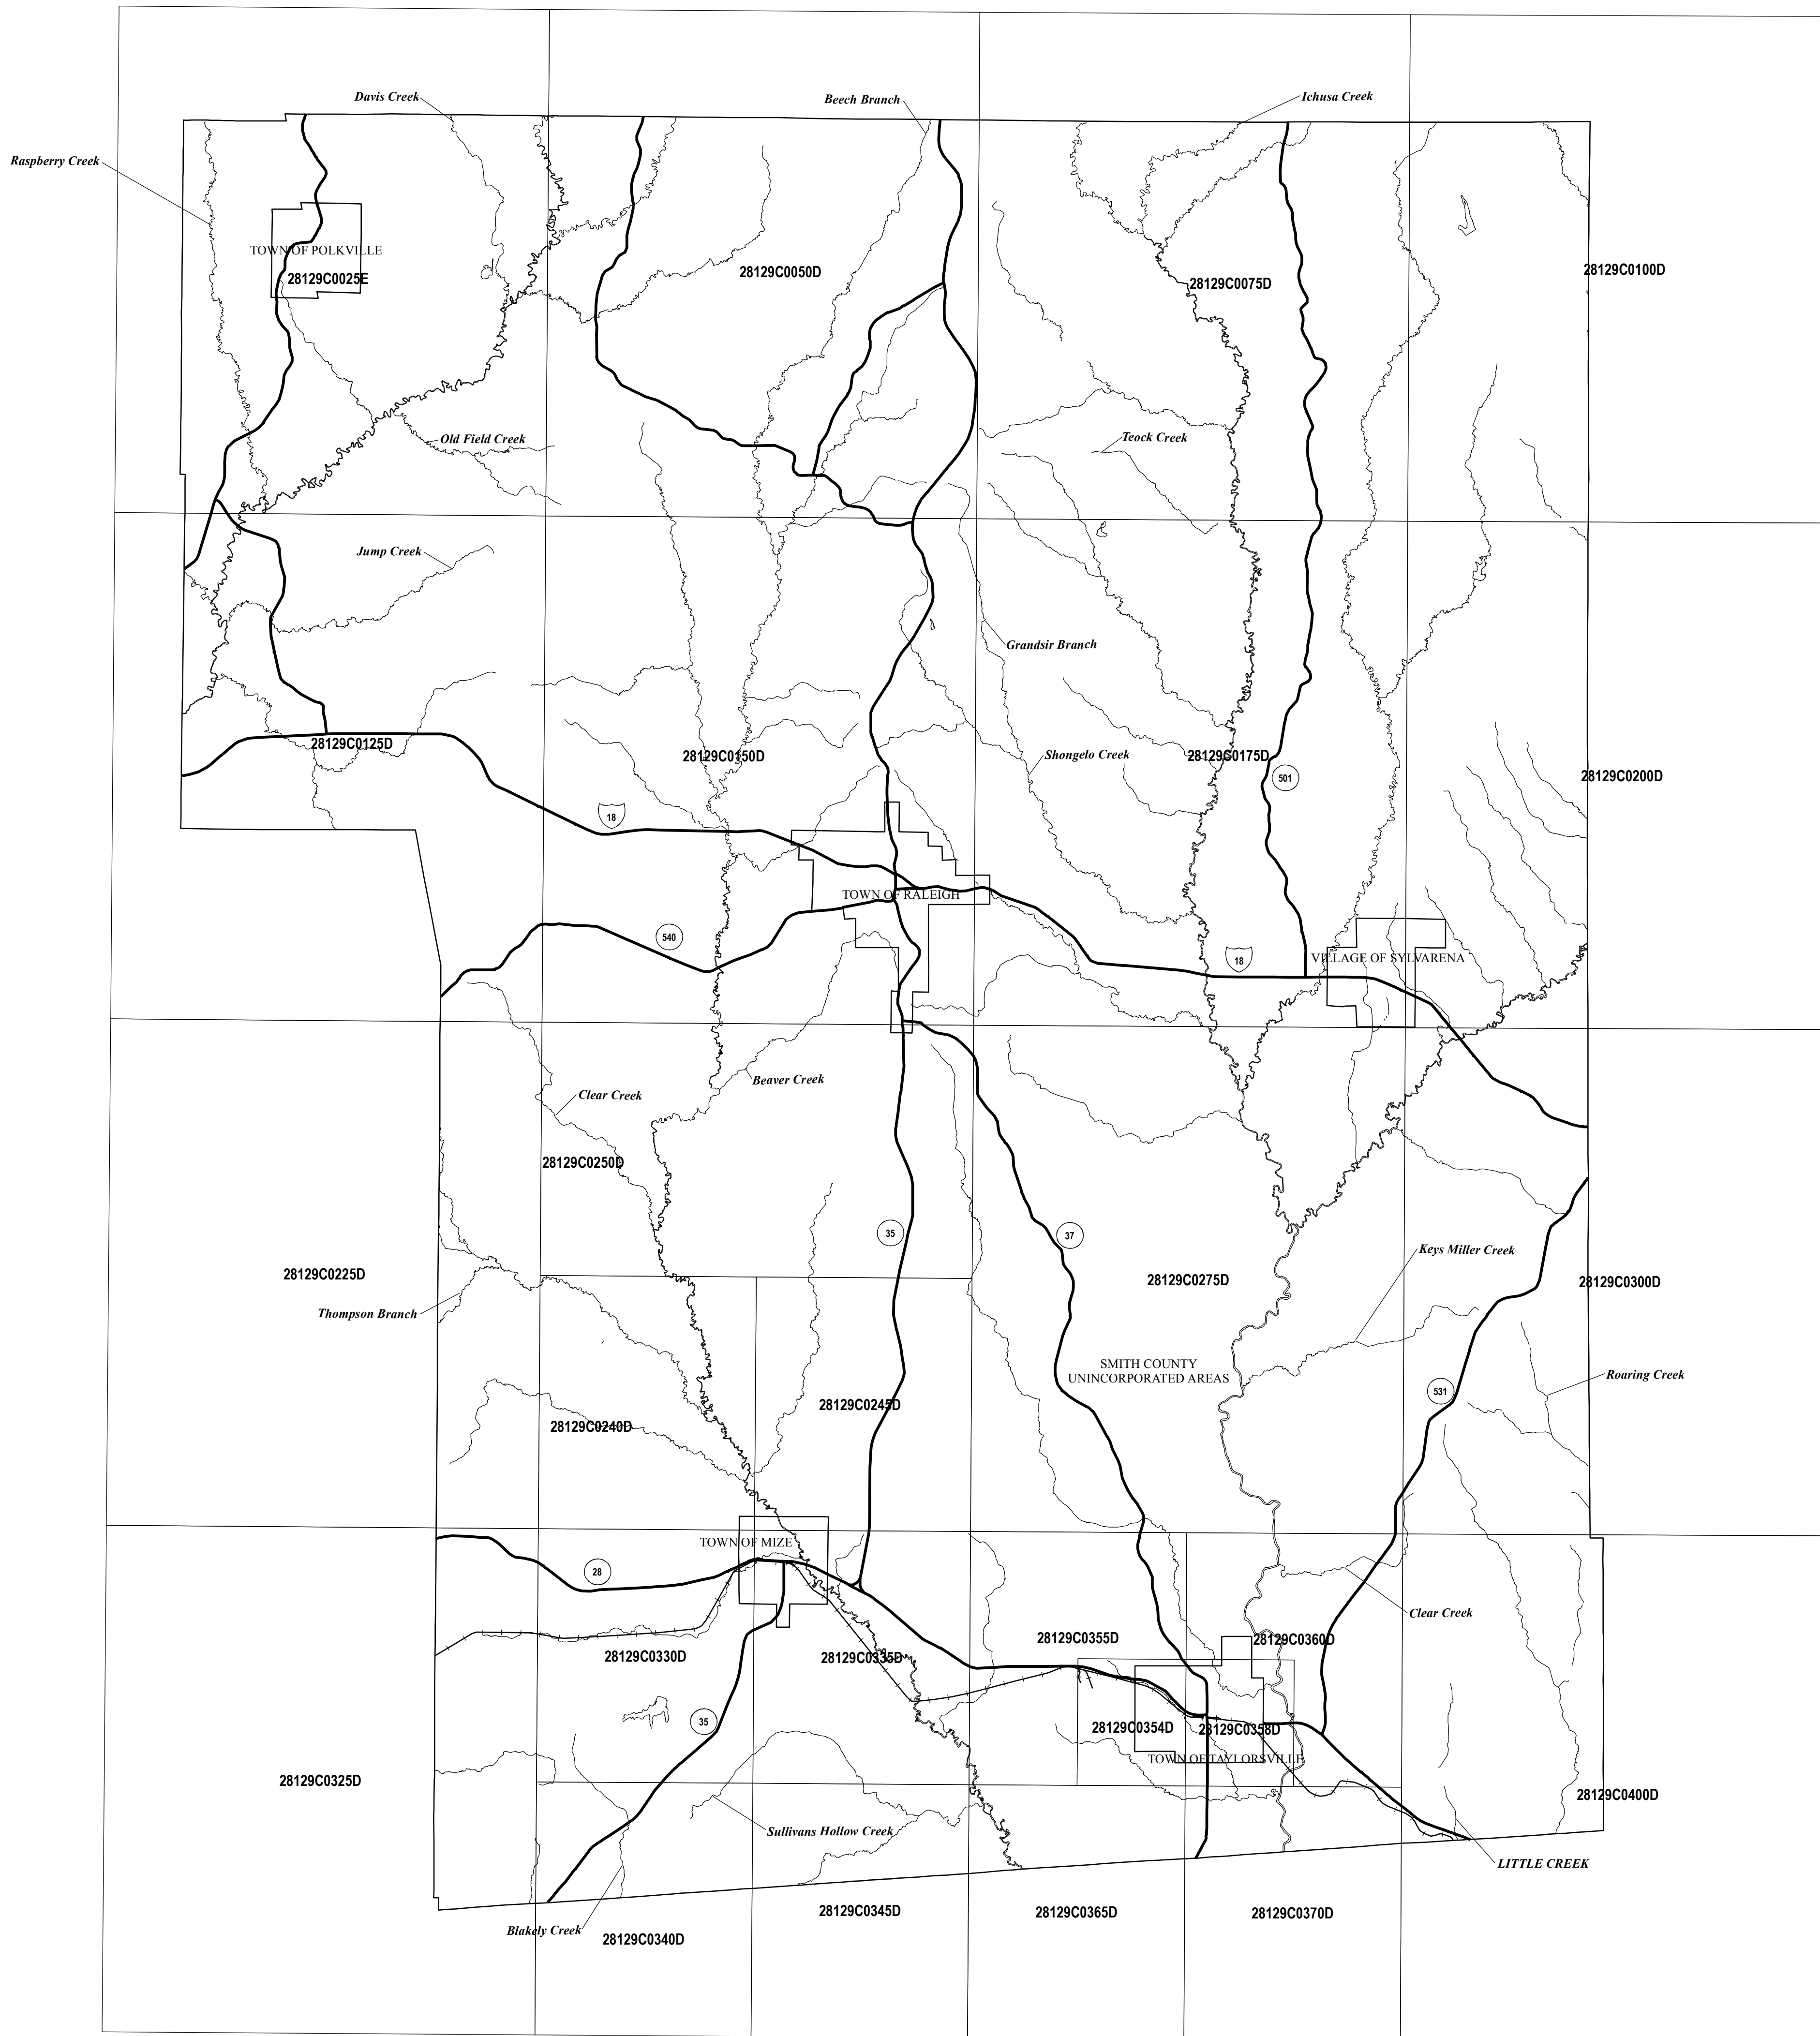 Davis Creek
Beech Branch
Ichusa Creek
Raspberry Creek
TOWN OF POLKVILLE
28129C0025E
28129C0050D
28129C0075D
28129C0100D
Old Field Creek
Teock Creek
Jump Creek
Grandsir Branch
28129C0125D
28129C0150D
Shongelo Creek
28129C0175D
501
28129C0200D
18
TOWN OF RALEIGH
540
18
VILLAGE OF SYLVARENA
Beaver Creek
Clear Creek
28129C0250D
35
37
Keys Miller Creek
28129C0225D
28129C0275D
28129C0300D
Thompson Branch
SMITH COUNTY
UNINCORPORATED AREAS
Roaring Creek
531
28129C0245D
28129C0240D
TOWN OF MIZE
28
Clear Creek
28129C0355D
28129C0360D
28129C0330D
28129C0335D
35
28129C0354D
28129C0358D
TOWN OF TAYLORSVILLE
28129C0325D
28129C0400D
Sullivans Hollow Creek
LITTLE CREEK
28129C0345D
28129C0365D
28129C0370D
Blakely Creek
28129C0340D